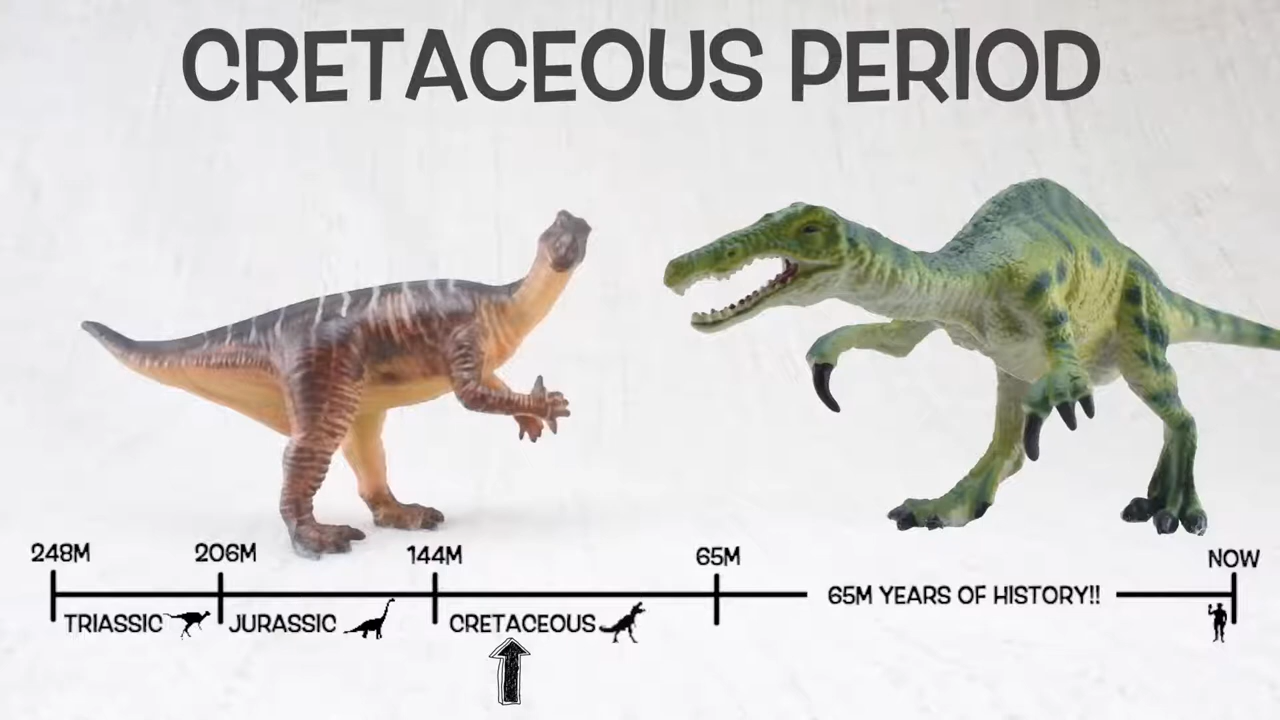 CRETACEOUS PERIOD
248M 206M 144M 65M NOW
65M YEARS OF HISTORY!!
TRIASSIC JURASSIC CRETACEOUS